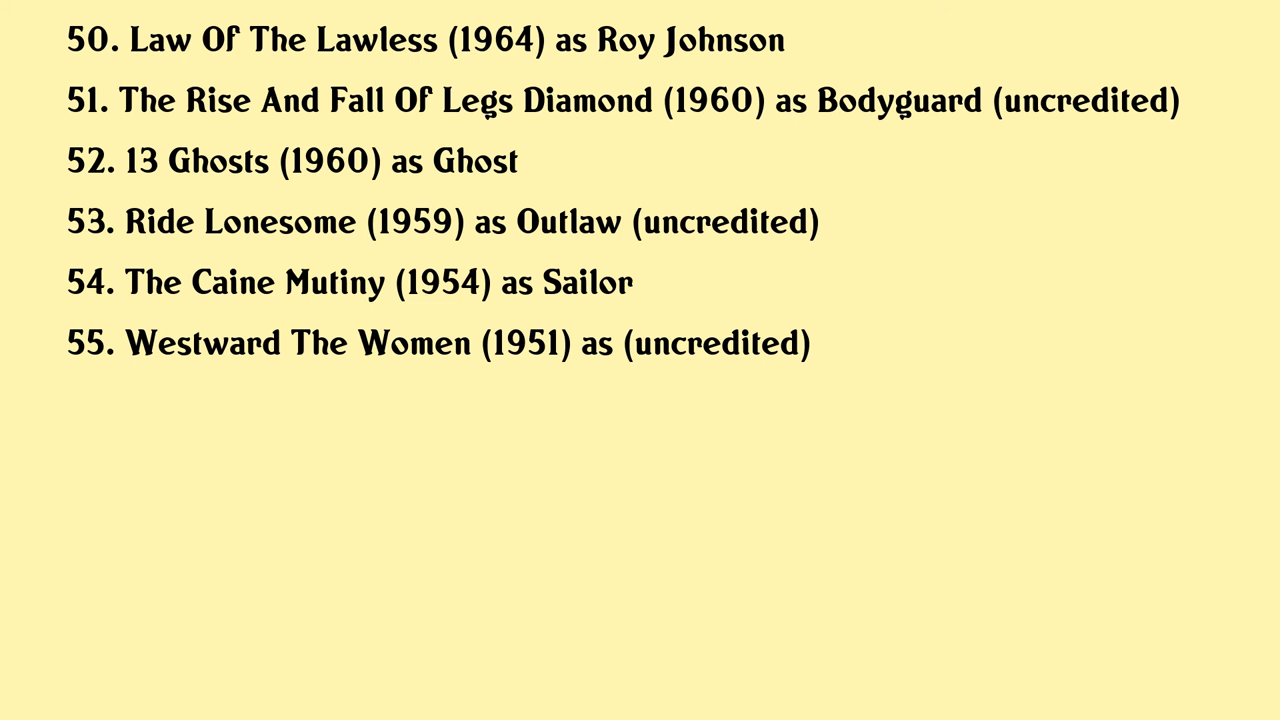 50. Law Of The Lawless (1964) as Roy Johnson
51. The Rise And Fall Of Legs Diamond (1960) as Bodyguard (uncredited)
52. 13 Ghosts (1960) as Ghost
53. Ride Lonesome (1959) as Outlaw (uncredited)
54. The Caine Mutiny (1954) as Sailor
55. Westward The Women (1951) as (uncredited)